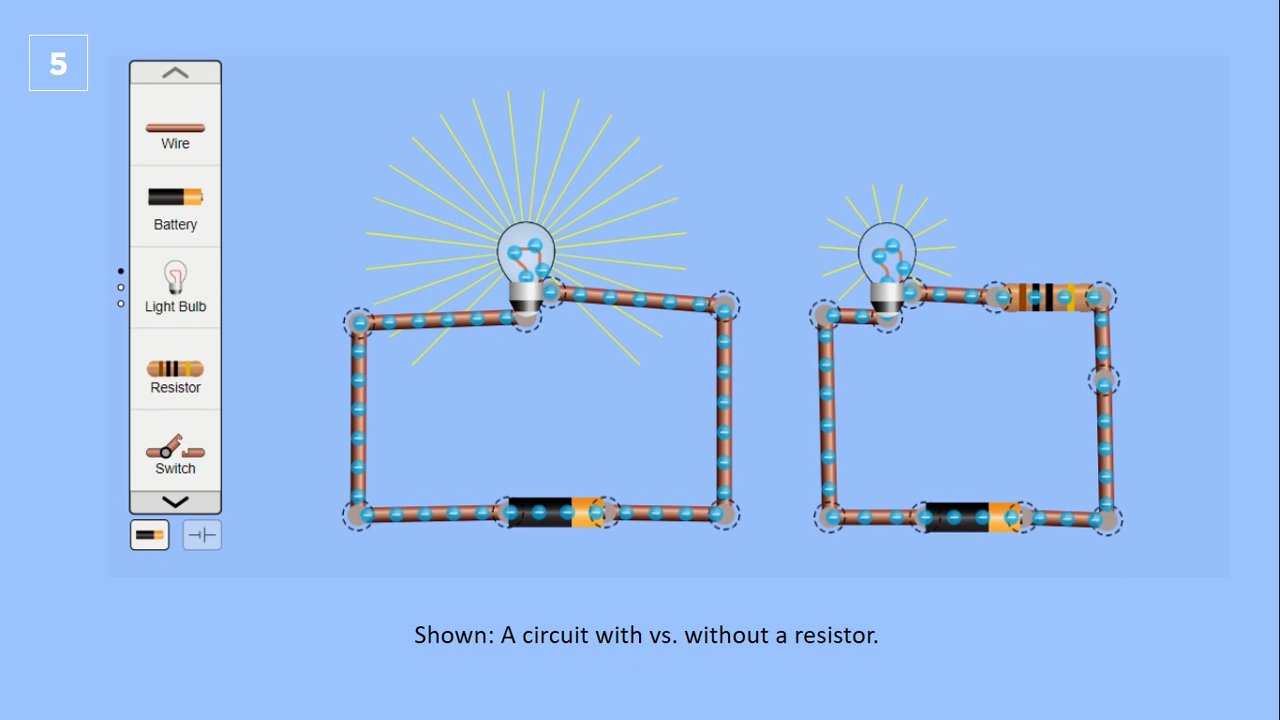 5
Wire
Battery
Light Bulb
Resistor
Switch
Shown: A circuit with vs. without a resistor.